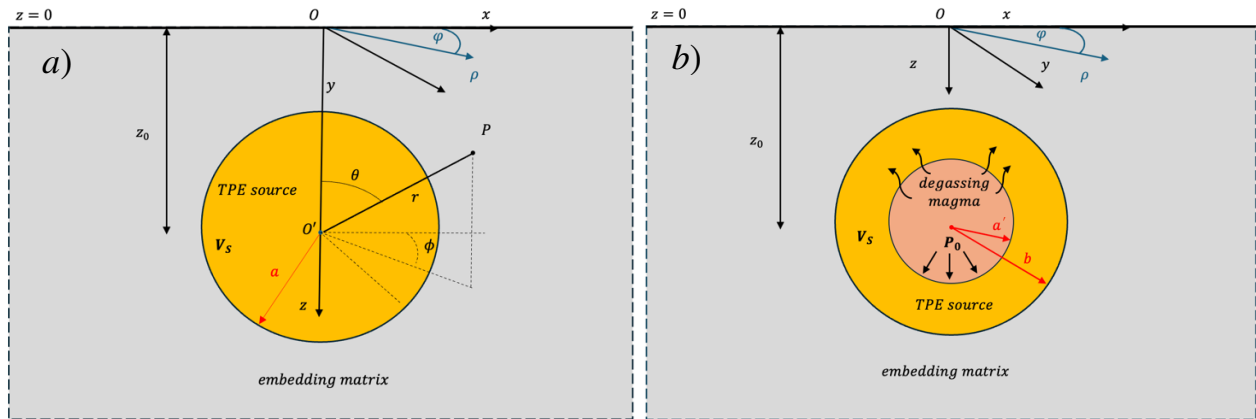 z = 0
O
x
φ
ρ
a)
y
z₀
P
θ
TPE source
r
O′
V_S
ϕ
a
z
embedding matrix
z = 0
O
x
φ
b)
z
y
ρ
z₀
degassing
magma
a′
V_S
P₀
b
TPE source
embedding matrix